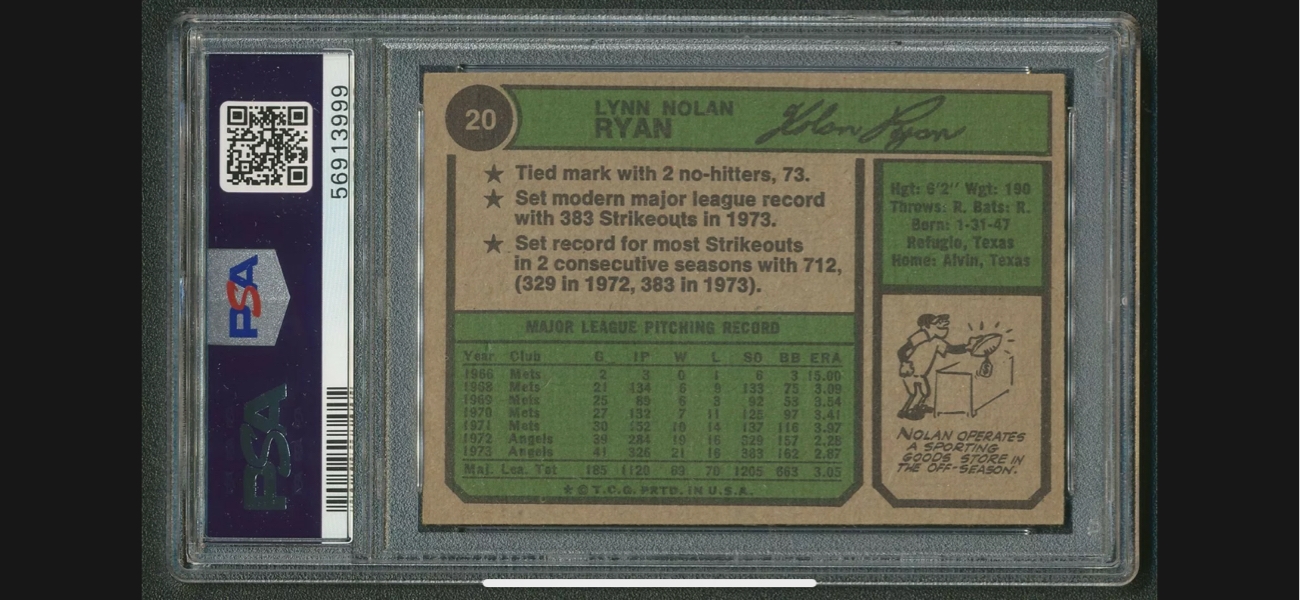 56913999
PSA
PSA
20
LYNN NOLAN
RYAN
Nolan Ryan
★ Tied mark with 2 no-hitters, 73.
★ Set modern major league record
with 383 Strikeouts in 1973.
★ Set record for most Strikeouts
in 2 consecutive seasons with 712,
(329 in 1972, 383 in 1973).
Hgt: 6'2" Wgt: 190
Throws: R. Bats: R.
Born: 1-31-47
Refugio, Texas
Home: Alvin, Texas
MAJOR LEAGUE PITCHING RECORD
Year Club G IP W L SO BB ERA
1966 Mets 2 3 0 1 6 3 15.00
1968 Mets 21 134 6 9 133 75 3.09
1969 Mets 25 89 6 3 92 53 3.54
1970 Mets 27 132 7 11 125 97 3.41
1971 Mets 30 152 10 14 137 116 3.97
1972 Angels 39 284 19 16 329 157 2.28
1973 Angels 41 326 21 16 383 162 2.87
Maj. Lea. Tot 185 1120 69 70 1205 663 3.05
★ © T.C.G. PRTD. IN U.S.A.
NOLAN OPERATES
A SPORTING
GOODS STORE IN
THE OFF-SEASON.